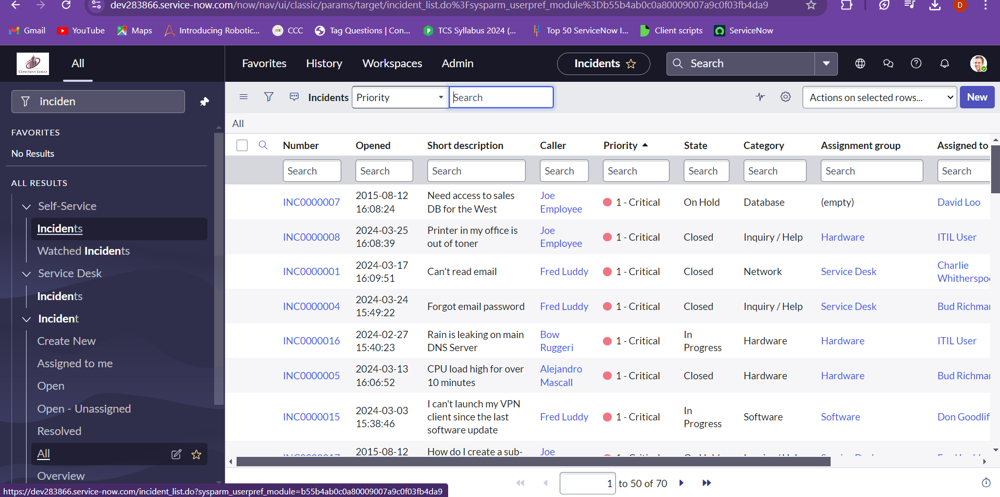 dev283866.service-now.com/now/nav/ui/classic/params/target/incident_list.do%3Fsysparm_userpref_module%3Db55b4ab0c0a80009007a9c0f03fb4da9
D
Gmail
YouTube
Maps
Introducing Robotic...
CCC
Tag Questions | Con...
TCS Syllabus 2024 (...
Top 50 ServiceNow I...
Client scripts
ServiceNow
COMPANY LOGO
All
Favorites
History
Workspaces
Admin
Incidents
Search
inciden
FAVORITES
No Results
ALL RESULTS
Self-Service
Incidents
Watched Incidents
Service Desk
Incidents
Incident
Create New
Assigned to me
Open
Open - Unassigned
Resolved
All
Overview
https://dev283866.service-now.com/incident_list.do?sysparm_userpref_module=b55b4ab0c0a80009007a9c0f03fb4da9
Incidents
Priority
Search
Actions on selected rows...
New
All
Number Opened Short description Caller Priority State Category Assignment group Assigned to
Search Search Search Search Search Search Search Search Search
INC0000007 2015-08-12 16:08:24 Need access to sales DB for the West Joe Employee 1 - Critical On Hold Database (empty) David Loo
INC0000008 2024-03-25 16:08:39 Printer in my office is out of toner Joe Employee 1 - Critical Closed Inquiry / Help Hardware ITIL User
INC0000001 2024-03-17 16:09:51 Can't read email Fred Luddy 1 - Critical Closed Network Service Desk Charlie Whitherspo
INC0000004 2024-03-24 15:49:22 Forgot email password Fred Luddy 1 - Critical Closed Inquiry / Help Service Desk Bud Richma
INC0000016 2024-02-27 15:40:23 Rain is leaking on main DNS Server Bow Ruggeri 1 - Critical In Progress Hardware Hardware ITIL User
INC0000005 2024-03-13 16:06:52 CPU load high for over 10 minutes Alejandro Mascall 1 - Critical Closed Hardware Hardware Bud Richma
INC0000015 2024-03-03 15:38:46 I can't launch my VPN client since the last software update Fred Luddy 1 - Critical In Progress Software Software Don Goodlif
2015-08-12 How do I create a sub- Joe
1 to 50 of 70